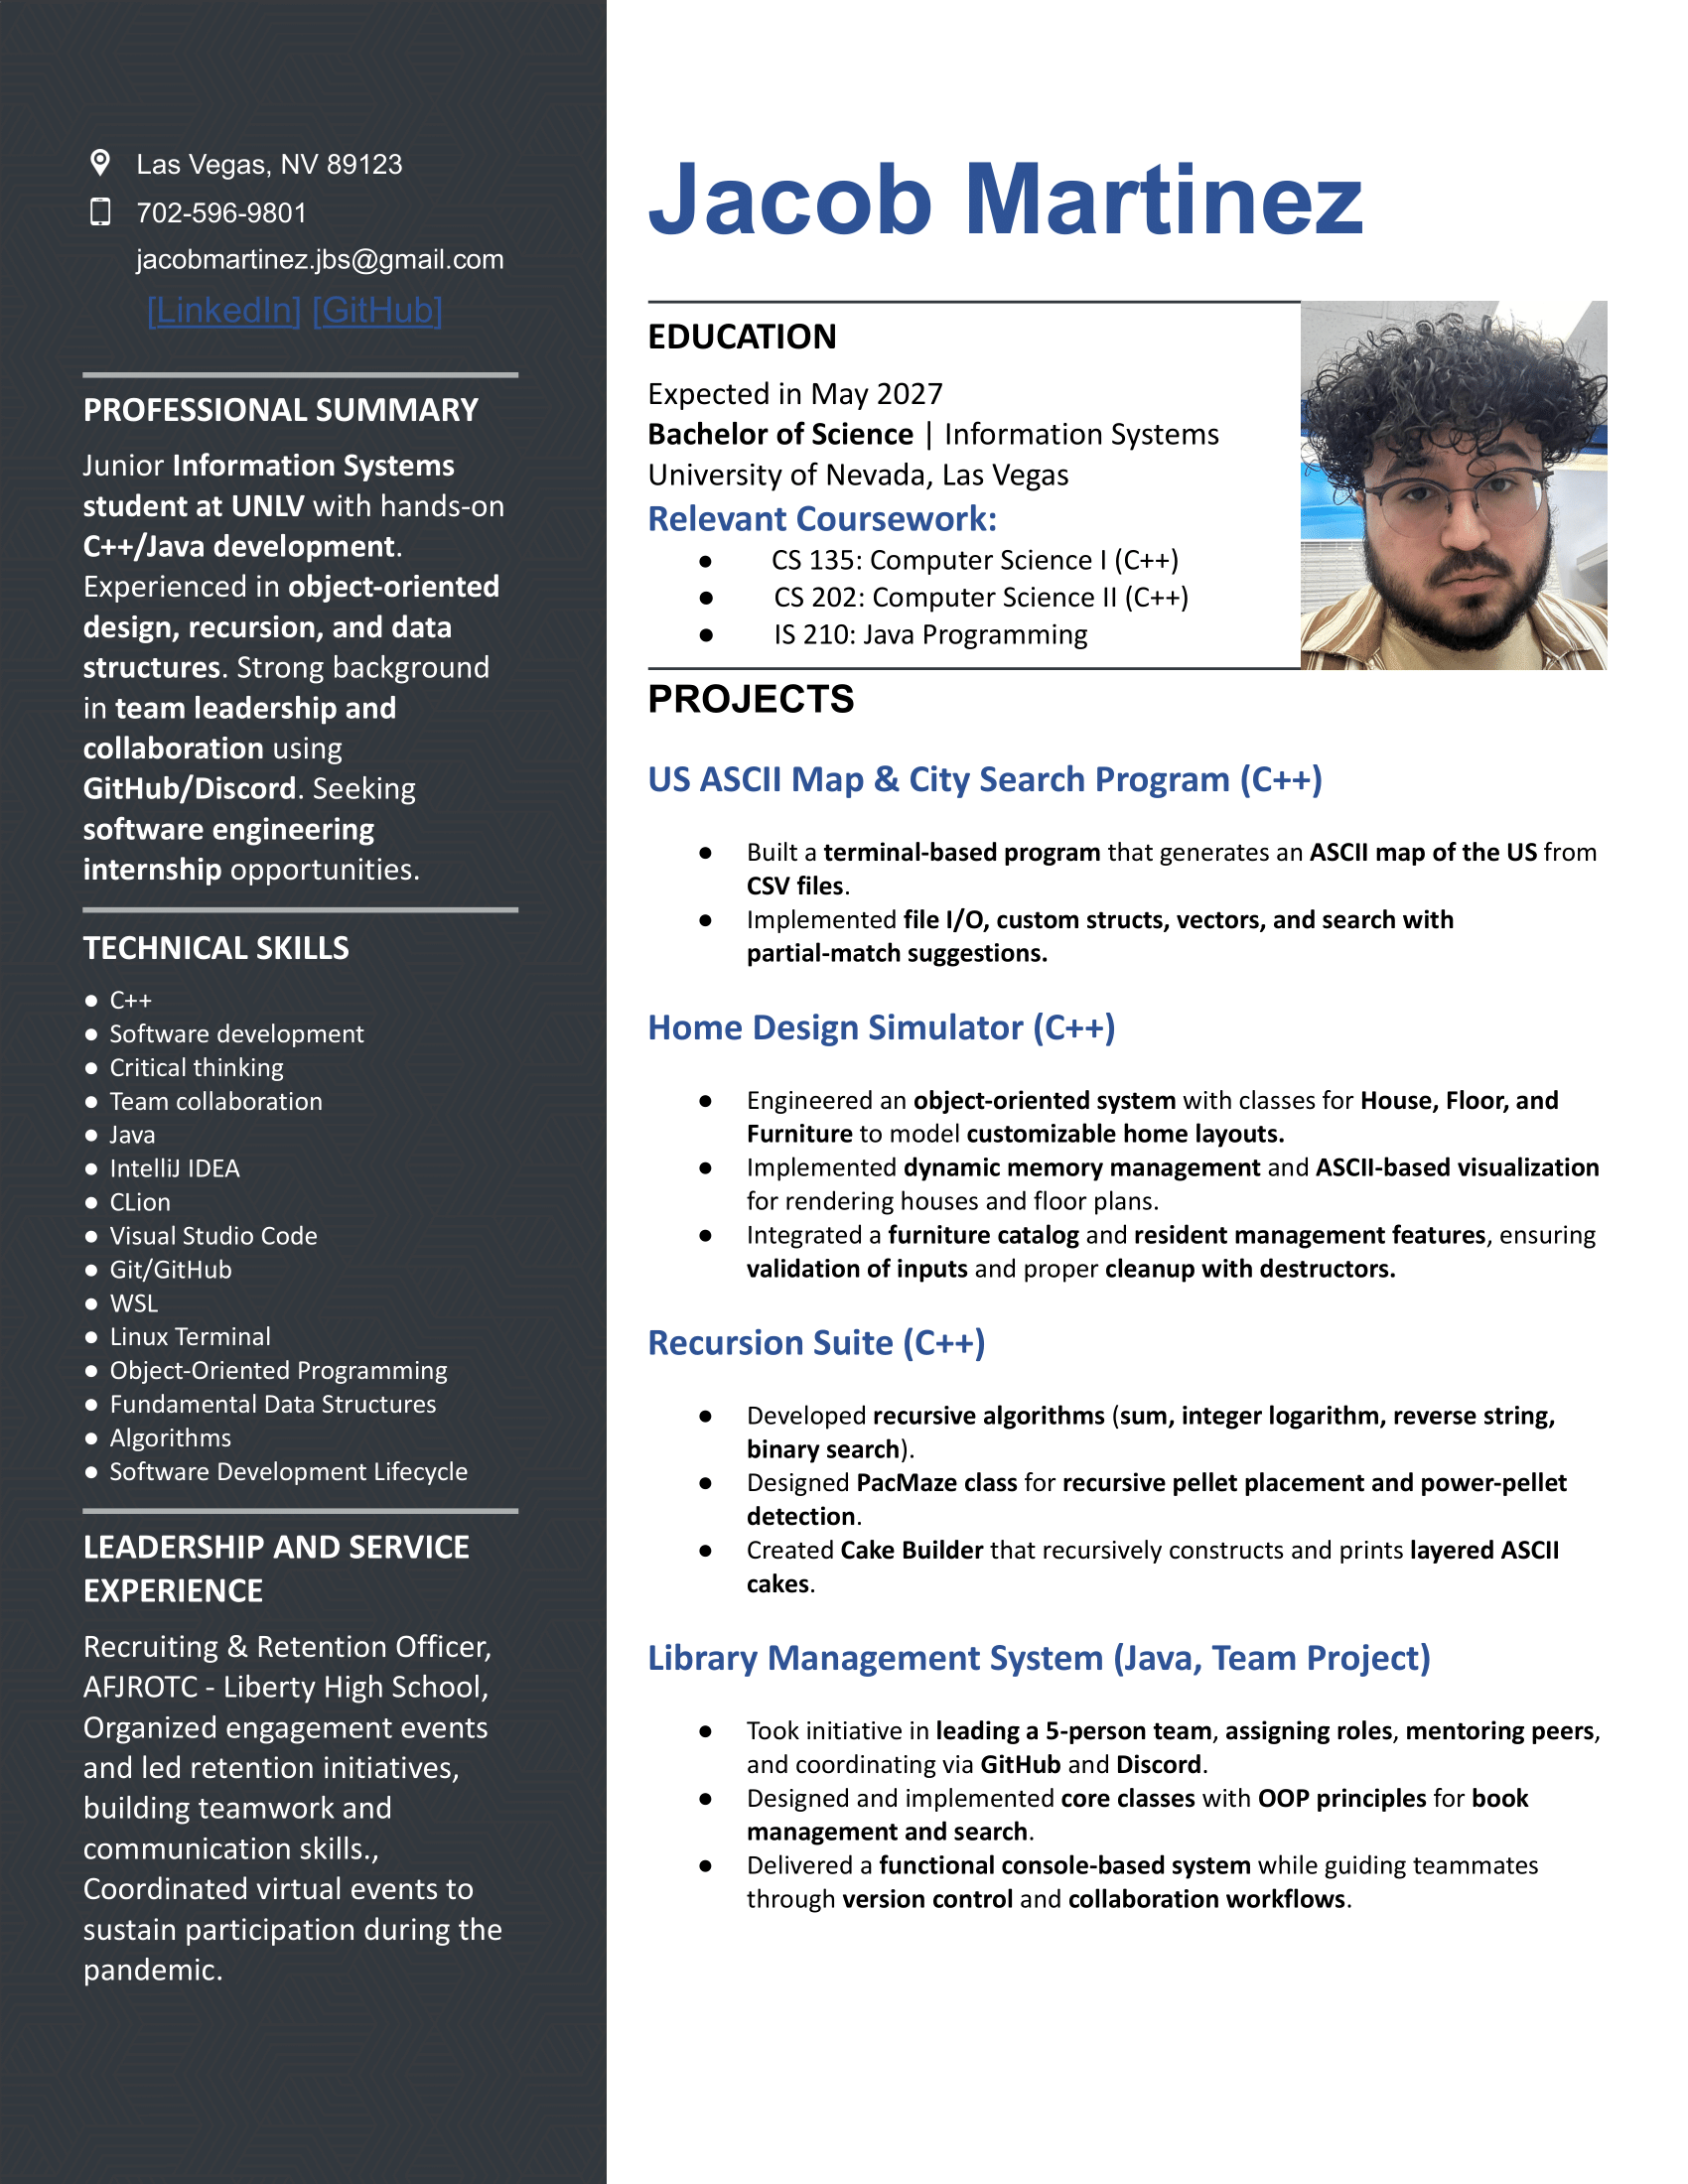 Las Vegas, NV 89123
702-596-9801
jacobmartinez.jbs@gmail.com
[LinkedIn] [GitHub]
PROFESSIONAL SUMMARY
Junior Information Systems
student at UNLV with hands-on
C++/Java development.
Experienced in object-oriented
design, recursion, and data
structures. Strong background
in team leadership and
collaboration using
GitHub/Discord. Seeking
software engineering
internship opportunities.
TECHNICAL SKILLS
● C++
● Software development
● Critical thinking
● Team collaboration
● Java
● IntelliJ IDEA
● CLion
● Visual Studio Code
● Git/GitHub
● WSL
● Linux Terminal
● Object-Oriented Programming
● Fundamental Data Structures
● Algorithms
● Software Development Lifecycle
LEADERSHIP AND SERVICE
EXPERIENCE
Recruiting & Retention Officer,
AFJROTC - Liberty High School,
Organized engagement events
and led retention initiatives,
building teamwork and
communication skills.,
Coordinated virtual events to
sustain participation during the
pandemic.
Jacob Martinez
EDUCATION
Expected in May 2027
Bachelor of Science | Information Systems
University of Nevada, Las Vegas
Relevant Coursework:
● CS 135: Computer Science I (C++)
● CS 202: Computer Science II (C++)
● IS 210: Java Programming
PROJECTS
US ASCII Map & City Search Program (C++)
● Built a terminal-based program that generates an ASCII map of the US from
CSV files.
● Implemented file I/O, custom structs, vectors, and search with
partial-match suggestions.
Home Design Simulator (C++)
● Engineered an object-oriented system with classes for House, Floor, and
Furniture to model customizable home layouts.
● Implemented dynamic memory management and ASCII-based visualization
for rendering houses and floor plans.
● Integrated a furniture catalog and resident management features, ensuring
validation of inputs and proper cleanup with destructors.
Recursion Suite (C++)
● Developed recursive algorithms (sum, integer logarithm, reverse string,
binary search).
● Designed PacMaze class for recursive pellet placement and power-pellet
detection.
● Created Cake Builder that recursively constructs and prints layered ASCII
cakes.
Library Management System (Java, Team Project)
● Took initiative in leading a 5-person team, assigning roles, mentoring peers,
and coordinating via GitHub and Discord.
● Designed and implemented core classes with OOP principles for book
management and search.
● Delivered a functional console-based system while guiding teammates
through version control and collaboration workflows.